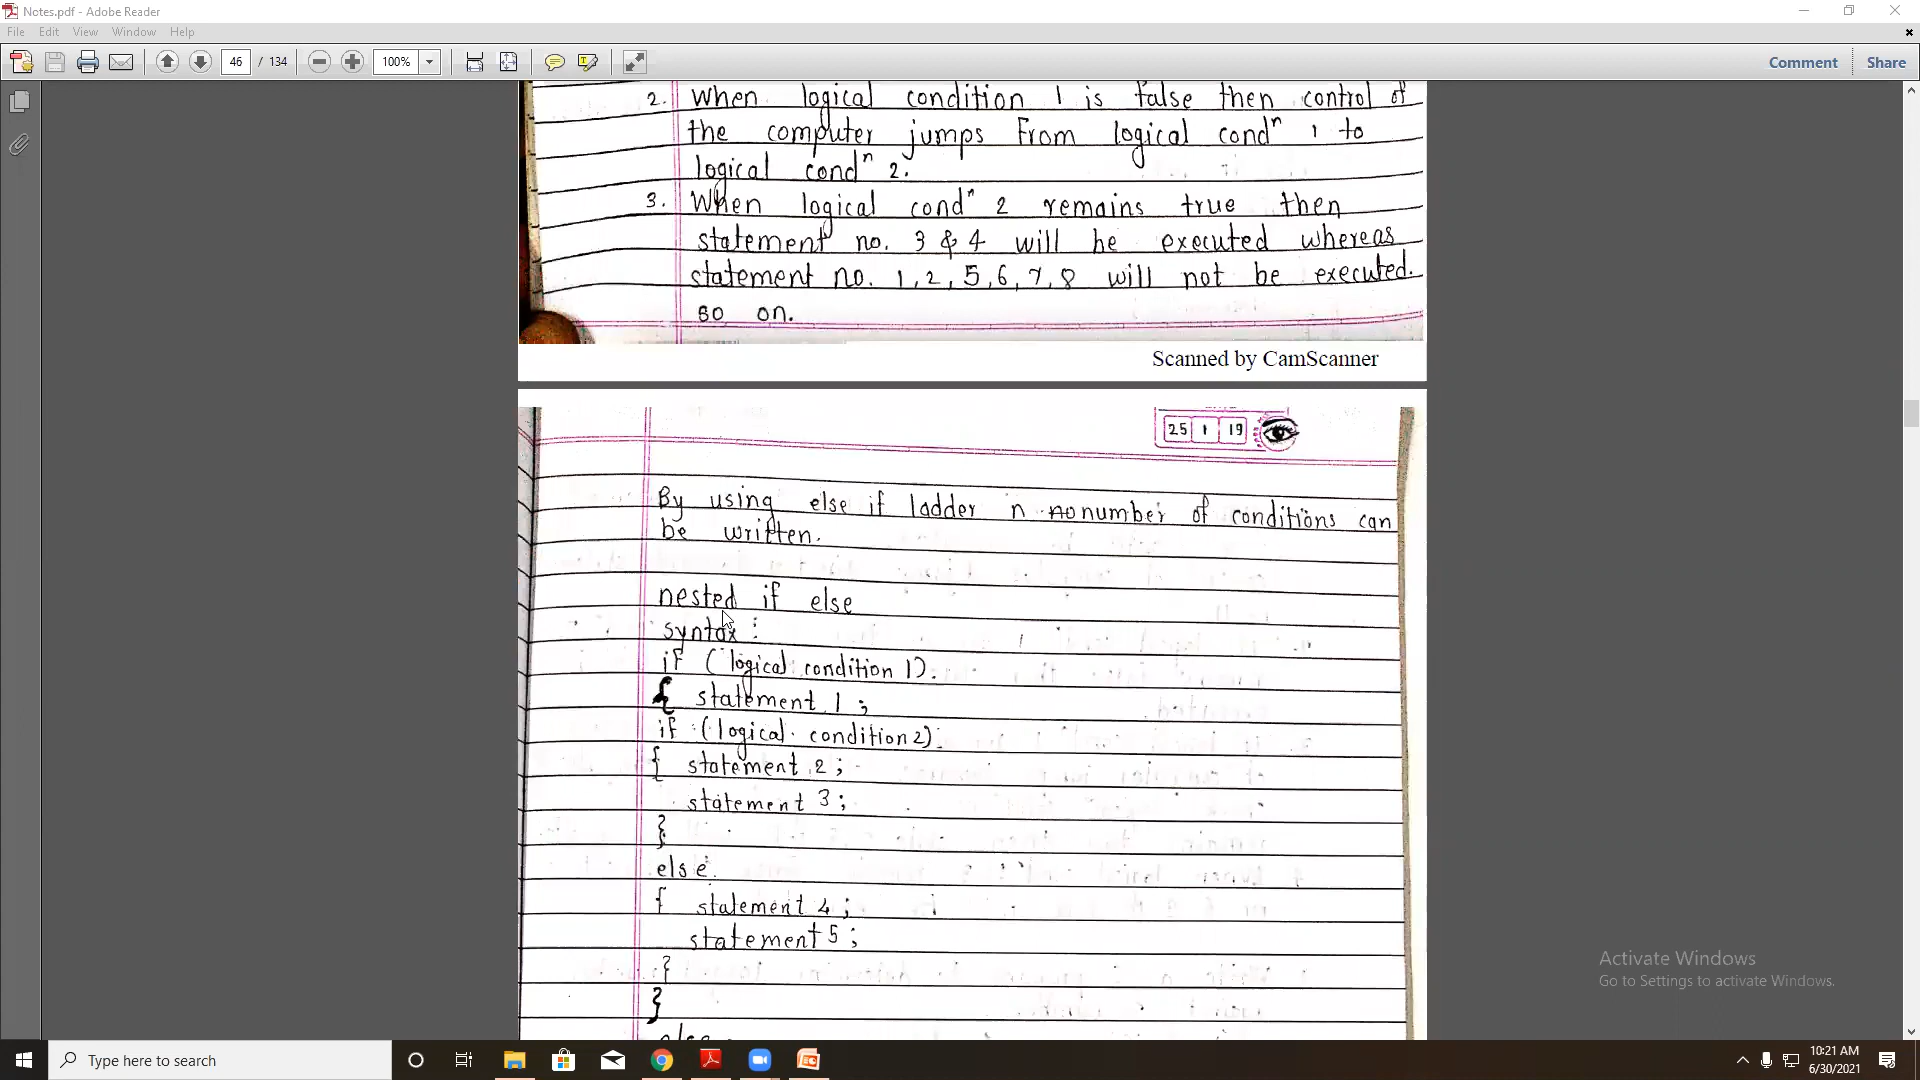 Notes.pdf - Adobe Reader
File Edit View Window Help
46 / 134 100% Comment Share
2. When logical condition 1 is false then control of
the computer jumps From logical condⁿ 1 to
logical condⁿ 2.
3. When logical condⁿ 2 remains true then
statement no. 3 & 4 will be executed whereas
statement no. 1, 2, 5, 6, 7, 8 will not be executed.
so on.
Scanned by CamScanner
25 1 19
By using else if ladder n no number of conditions can
be written.
nested if else
syntax :
if (logical condition 1).
{ statement 1 ;
if (logical condition 2).
{ statement 2 ;
statement 3 ;
}
else.
{ statement 4 ;
statement 5 ;
}
}
else
Activate Windows
Go to Settings to activate Windows.
Type here to search
10:21 AM
6/30/2021